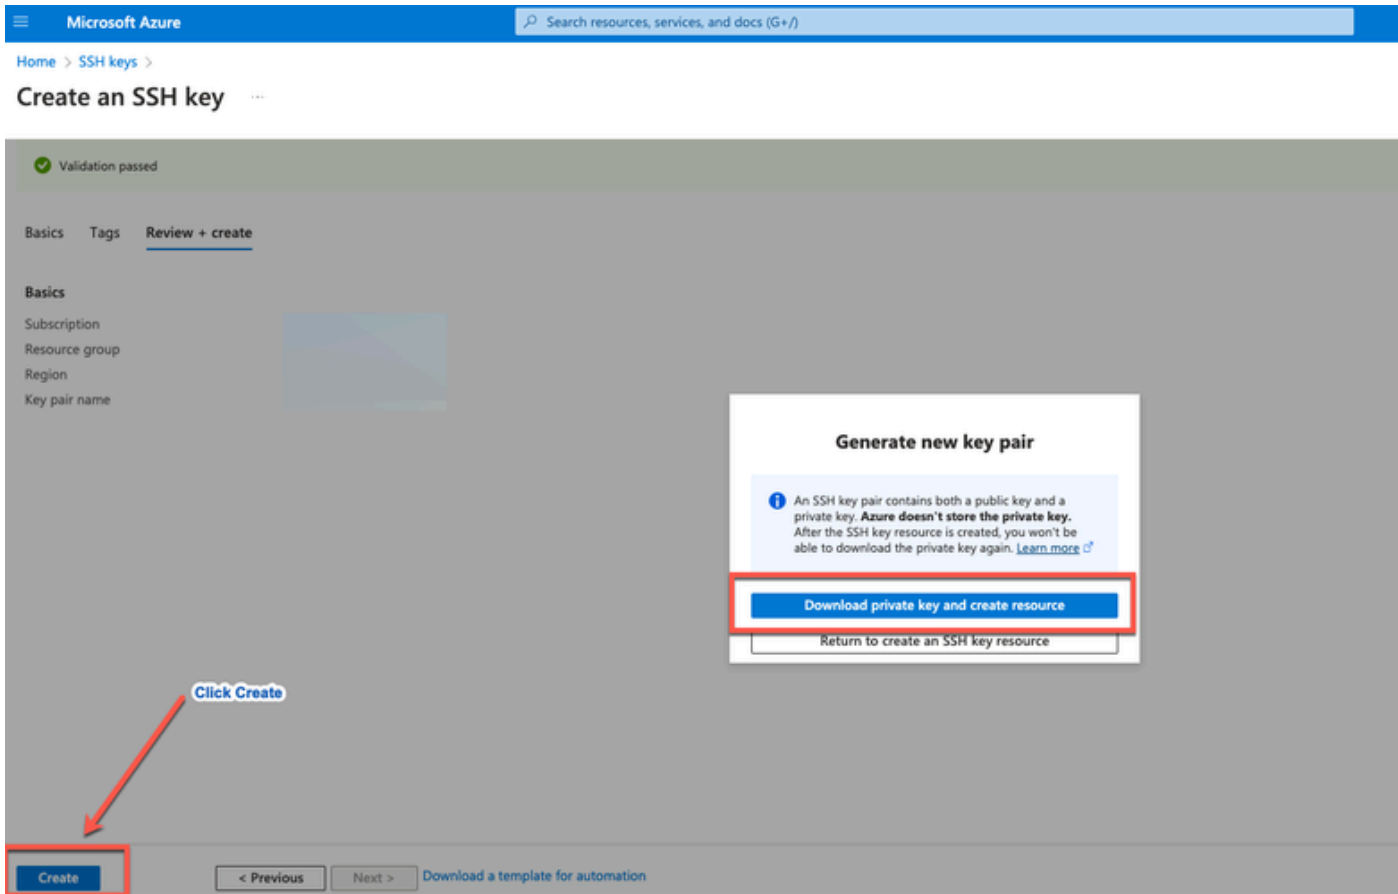 Microsoft Azure
Search resources, services, and docs (G+/)
Home > SSH keys >
Create an SSH key ...
Validation passed
Basics Tags Review + create
Basics
Subscription
Resource group
Region
Key pair name
Generate new key pair
An SSH key pair contains both a public key and a
private key. Azure doesn't store the private key.
After the SSH key resource is created, you won't be
able to download the private key again. Learn more
Download private key and create resource
Return to create an SSH key resource
Click Create
Create < Previous Next > Download a template for automation